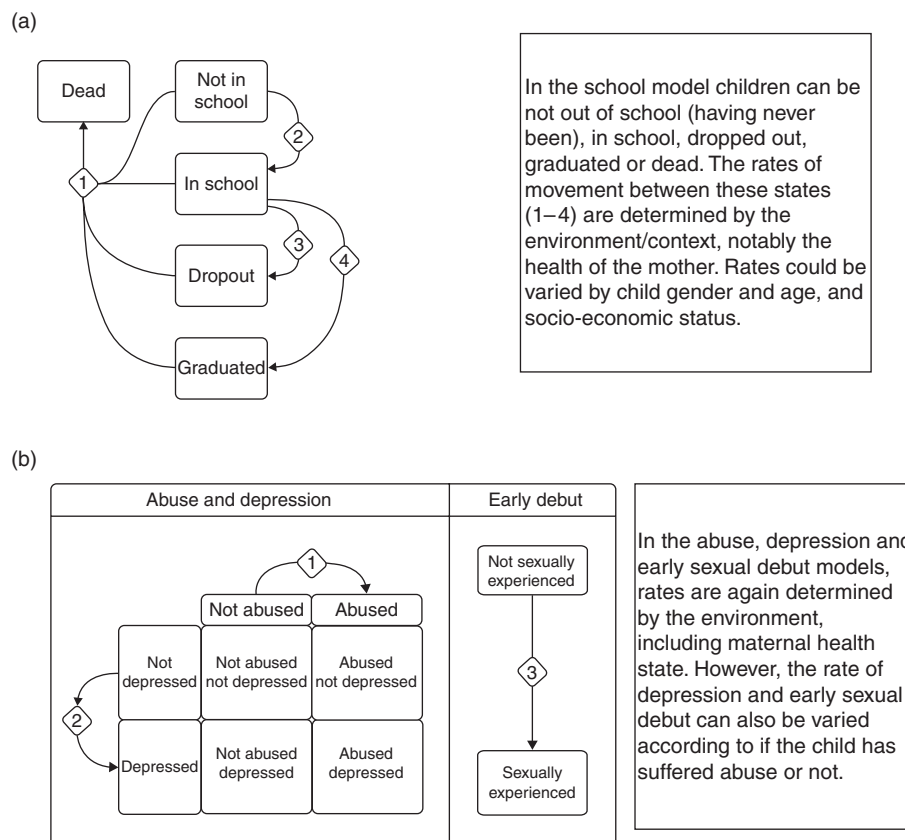 (a)
Dead
Not in
school
2
1
In school
3
4
Dropout
Graduated
In the school model children can be
not out of school (having never
been), in school, dropped out,
graduated or dead. The rates of
movement between these states
(1–4) are determined by the
environment/context, notably the
health of the mother. Rates could be
varied by child gender and age, and
socio-economic status.
(b)
Abuse and depression
1
Not abused
Abused
Not
depressed
Not abused
not depressed
Abused
not depressed
2
Depressed
Not abused
depressed
Abused
depressed
Early debut
Not sexually
experienced
3
Sexually
experienced
In the abuse, depression and
early sexual debut models,
rates are again determined
by the environment,
including maternal health
state. However, the rate of
depression and early sexual
debut can also be varied
according to if the child has
suffered abuse or not.